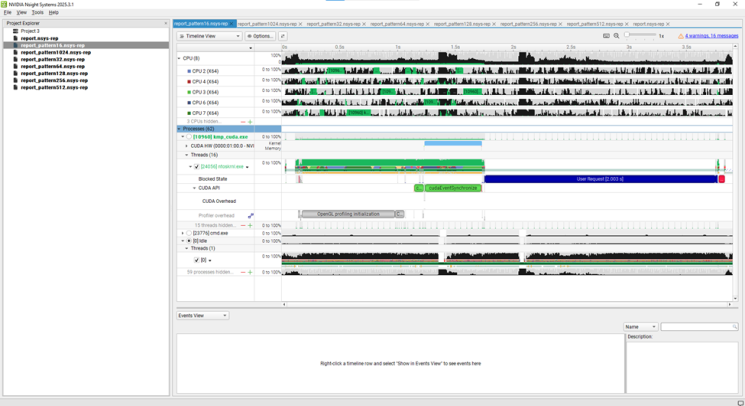 NVIDIA Nsight Systems 2025.3.1
File View Tools Help
Project Explorer
Project 3
report.nsys-rep
report_pattern16.nsys-rep
report_pattern1024.nsys-rep
report_pattern32.nsys-rep
report_pattern64.nsys-rep
report_pattern128.nsys-rep
report_pattern256.nsys-rep
report_pattern512.nsys-rep
report_pattern16.nsys-rep report_pattern1024.nsys-rep report_pattern32.nsys-rep report_pattern64.nsys-rep report_pattern128.nsys-rep report_pattern256.nsys-rep report_pattern512.nsys-rep report.nsys-rep
Timeline View Options... 1x 4 warnings, 16 messages
0s 0.5s 1s 1.5s 2s 2.5s 3s 3.5s
CPU (8) 0 to 100%
CPU 2 (X64)
CPU 4 (X64)
CPU 5 (X64)
CPU 6 (X64)
CPU 7 (X64)
3 CPUs hidden...
Processes (62)
[10960] kmp_cuda.exe 0 to 100%
CUDA HW (0000:01:00.0 - NVI Kernel
Memory
Threads (16)
0 to 100%
Blocked State User Request [2.003 s]
CUDA API cudaEventSynchronize
CUDA Overhead
Profiler overhead OpenGL profiling initialization C...
15 threads hidden... 0 to 100%
[23776] cmd.exe 0 to 100%
[0] Idle 0 to 100%
Threads (1)
[0] 0 to 100%
59 processes hidden... 0 to 100%
Events View
Name
Right-click a timeline row and select "Show in Events View" to see events here
Description: